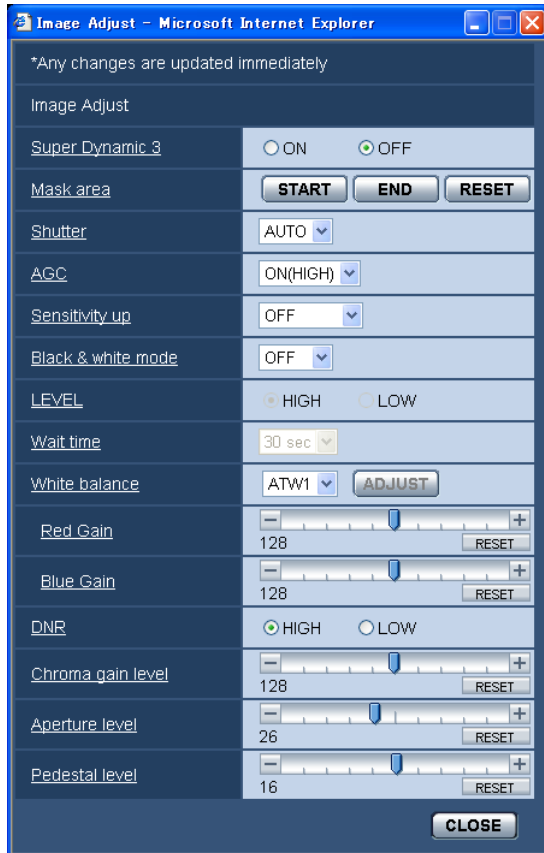 Image Adjust - Microsoft Internet Explorer
*Any changes are updated immediately
Image Adjust
Super Dynamic 3 ON OFF
Mask area START END RESET
Shutter AUTO
AGC ON(HIGH)
Sensitivity up OFF
Black & white mode OFF
LEVEL HIGH LOW
Wait time 30 sec
White balance ATW1 ADJUST
Red Gain - +
128 RESET
Blue Gain - +
128 RESET
DNR HIGH LOW
Chroma gain level - +
128 RESET
Aperture level - +
26 RESET
Pedestal level - +
16 RESET
CLOSE